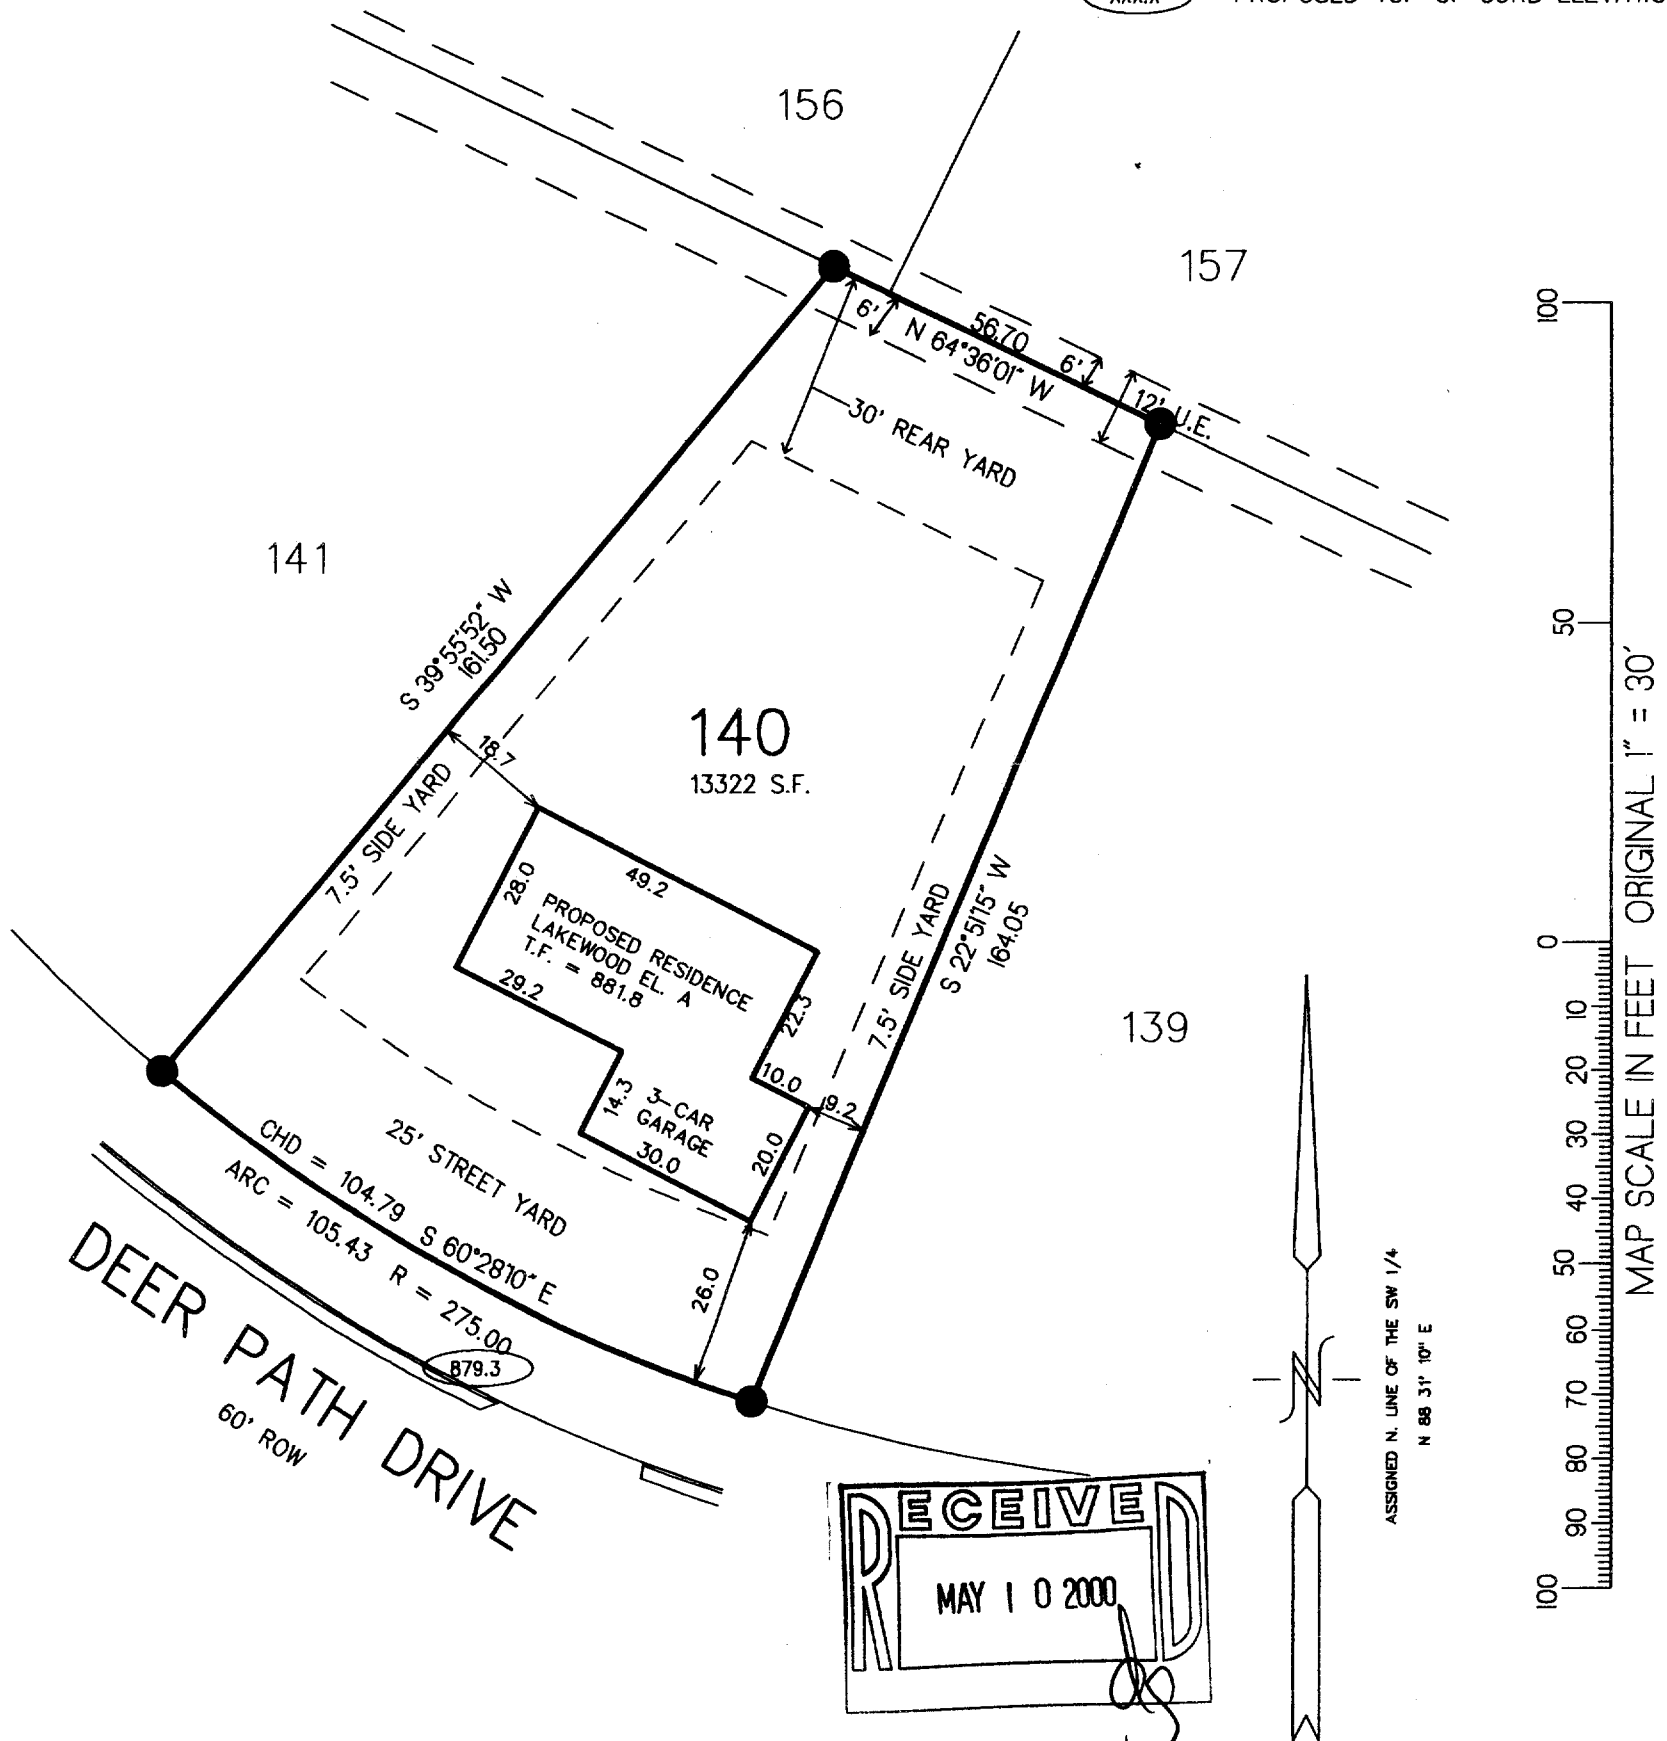 PROPOSED TOP OF CURB ELEVATIO
156
157
6'
56.70
N 64°36'01" W
6'
12' U.E.
30' REAR YARD
141
S 39°55'52" W
161.50
140
13322 S.F.
18.7
7.5' SIDE YARD
49.2
28.0
PROPOSED RESIDENCE
LAKEWOOD EL. A
T.F. = 881.8
29.2
22.3
7.5' SIDE YARD
S 22°51'15" W
164.05
139
10.0
9.2
14.3
3-CAR
GARAGE
30.0
20.0
25' STREET YARD
26.0
CHD = 104.79 S 60°28'10" E
ARC = 105.43 R = 275.00
879.3
DEER PATH DRIVE
60' ROW
RECEIVED
MAY 10 2000
N
ASSIGNED N. LINE OF THE SW 1/4
N 88 31' 10" E
100
50
0
10
20
30
40
50
60
70
80
90
100
MAP SCALE IN FEET ORIGINAL 1" = 30'